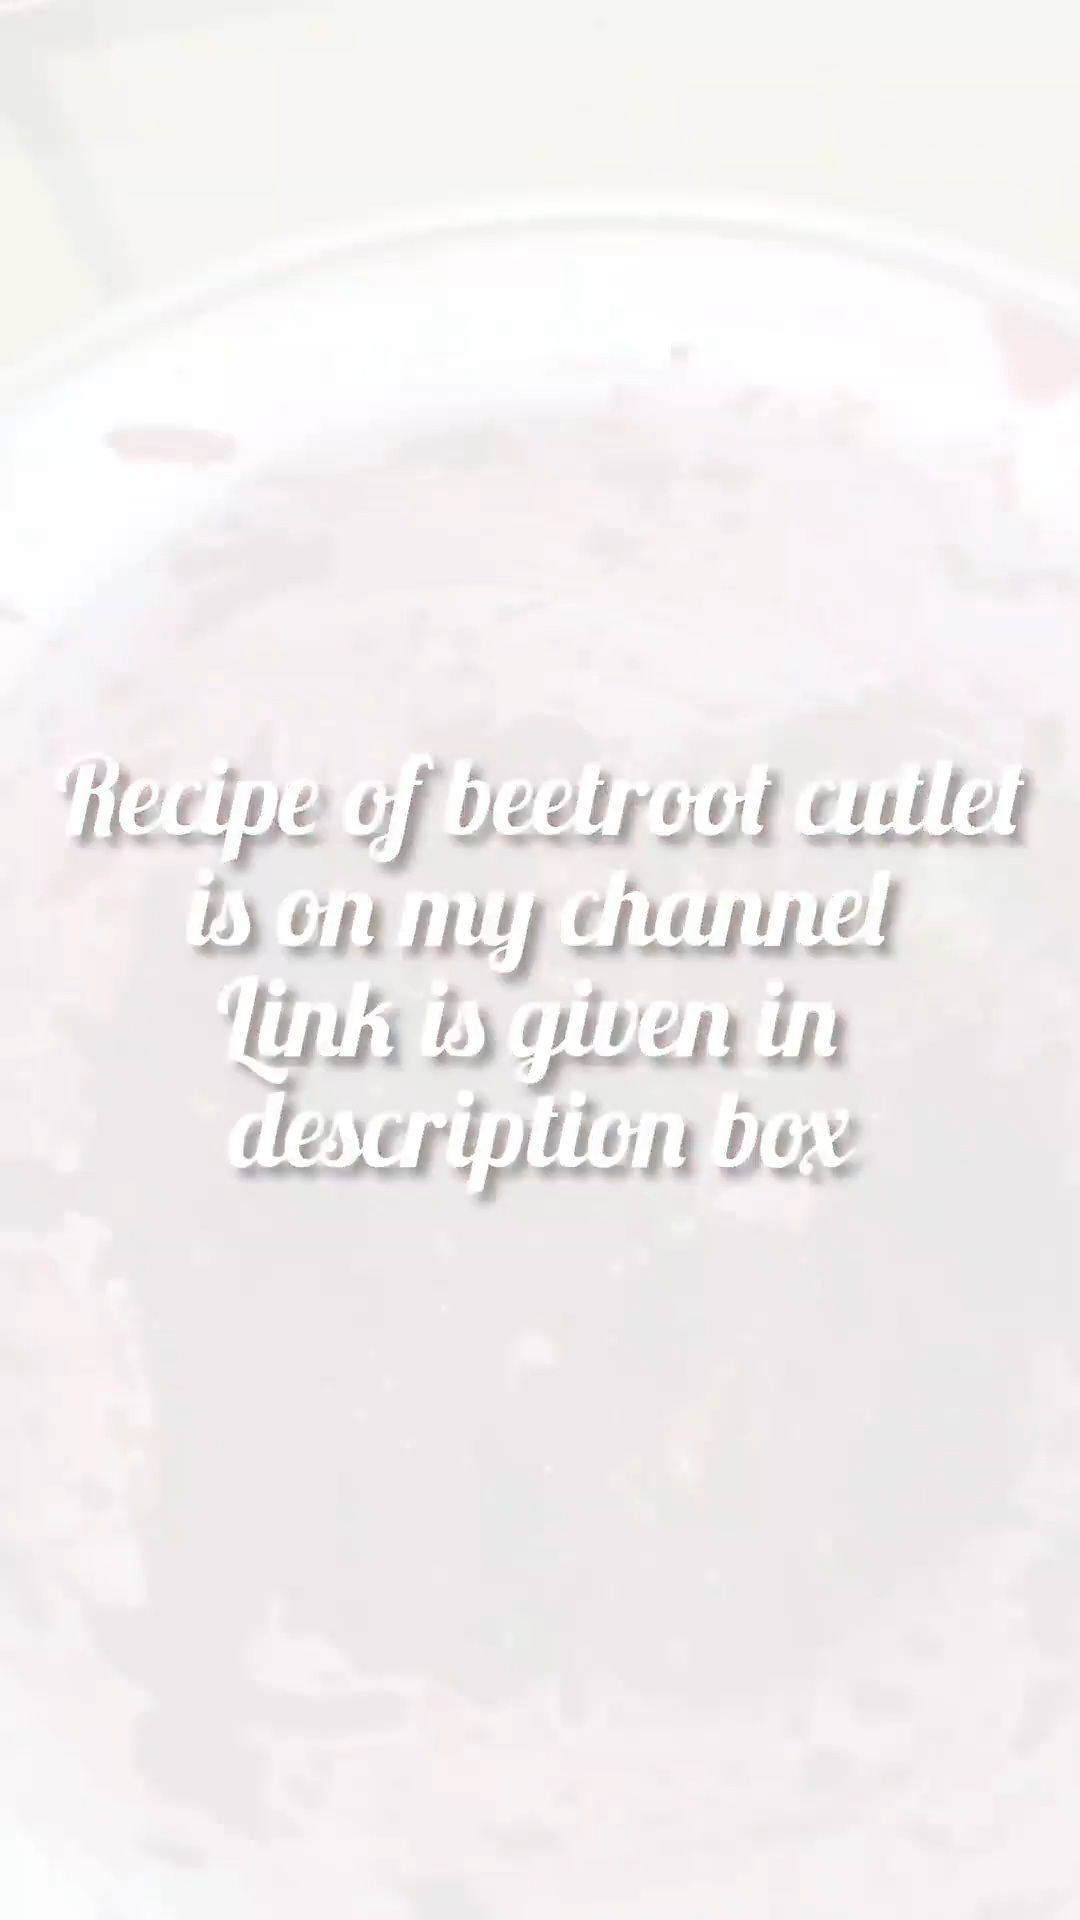 Recipe of beetroot cutlet
is on my channel
Link is given in
description box